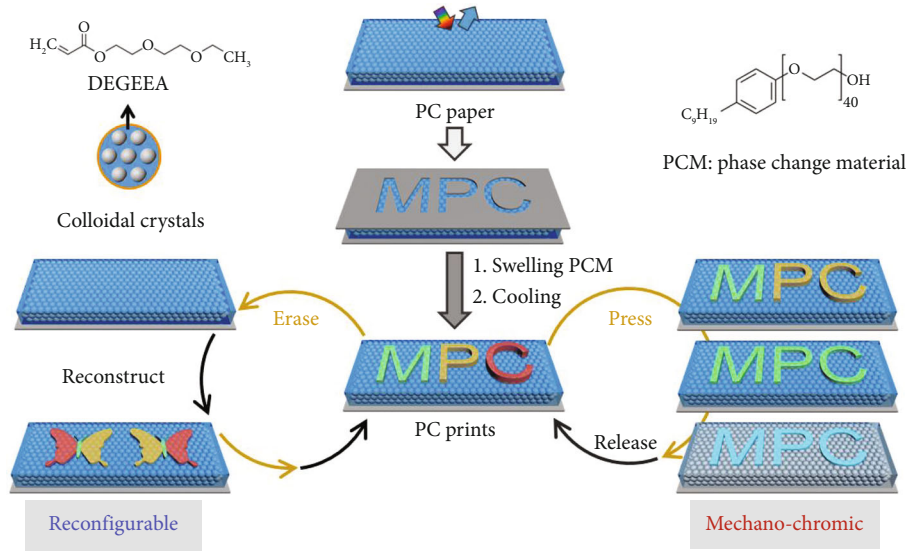 H₂C
O
O
O
O
CH₃
DEGEEA
Colloidal crystals
PC paper
O
OH
40
C₉H₁₉
PCM: phase change material
MPC
1. Swelling PCM
2. Cooling
Erase
Press
Reconstruct
MPC
PC prints
MPC
MPC
MPC
Release
Reconfigurable
Mechano-chromic